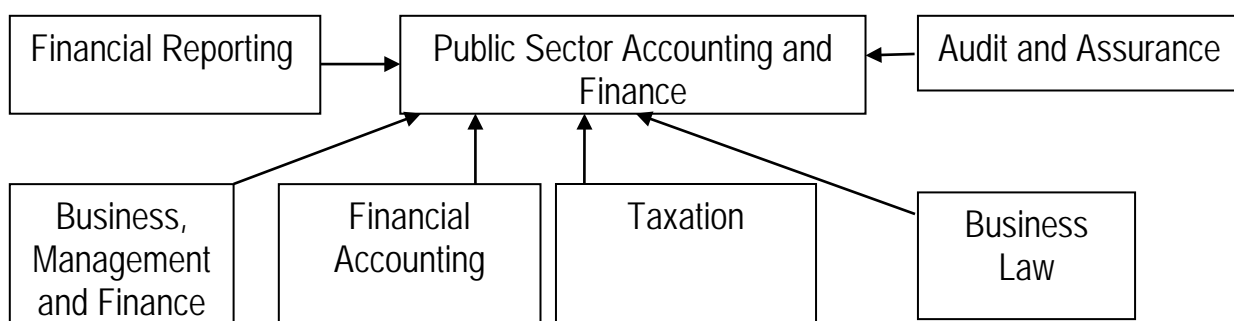 Financial Reporting
Public Sector Accounting and
Finance
Audit and Assurance
Business,
Management
and Finance
Financial
Accounting
Taxation
Business
Law